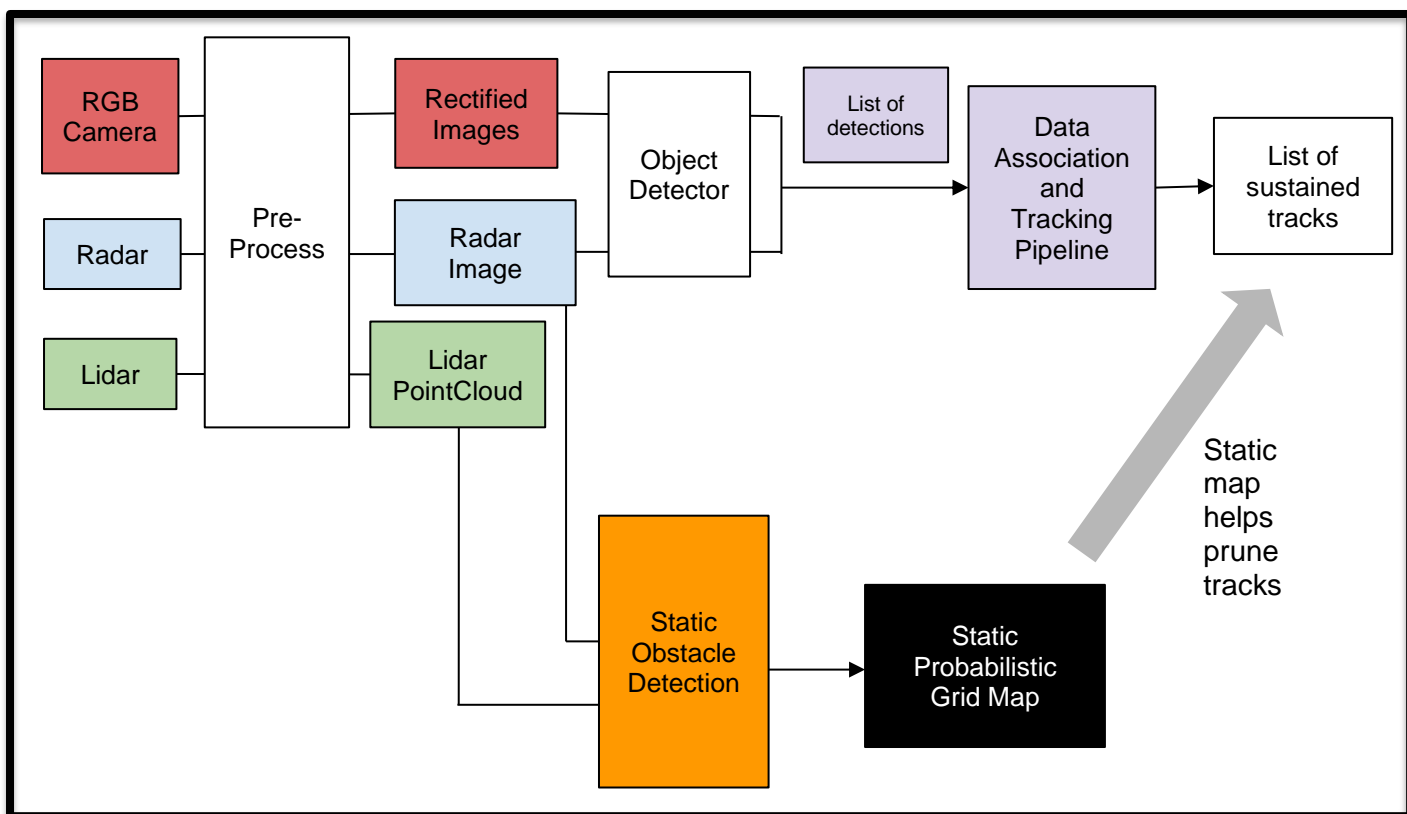 RGB
Camera
Radar
Lidar
Pre-
Process
Rectified
Images
Radar
Image
Lidar
PointCloud
Object
Detector
List of
detections
Data
Association
and
Tracking
Pipeline
List of
sustained
tracks
Static
Obstacle
Detection
Static
Probabilistic
Grid Map
Static
map
helps
prune
tracks